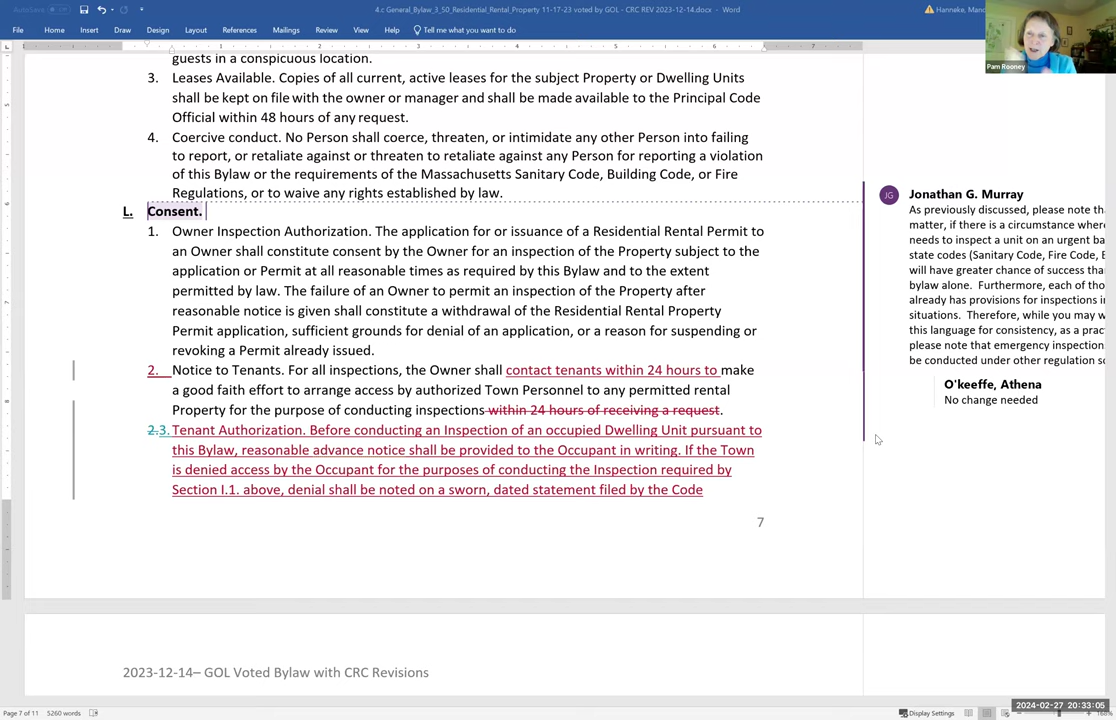 AutoSave
4.c General_Bylaw_3_50_Residential_Rental_Property 11-17-23 voted by GOL - CRC REV 2023-12-14.docx - Word
Hanneke,
File Home Insert Draw Design Layout References Mailings Review View Help Tell me what you want to do
Pam Rooney
guests in a conspicuous location.
3. Leases Available. Copies of all current, active leases for the subject Property or Dwelling Units
shall be kept on file with the owner or manager and shall be made available to the Principal Code
Official within 48 hours of any request.
4. Coercive conduct. No Person shall coerce, threaten, or intimidate any other Person into failing
to report, or retaliate against or threaten to retaliate against any Person for reporting a violation
of this Bylaw or the requirements of the Massachusetts Sanitary Code, Building Code, or Fire
Regulations, or to waive any rights established by law.
L. Consent.
1. Owner Inspection Authorization. The application for or issuance of a Residential Rental Permit to
an Owner shall constitute consent by the Owner for an inspection of the Property subject to the
application or Permit at all reasonable times as required by this Bylaw and to the extent
permitted by law. The failure of an Owner to permit an inspection of the Property after
reasonable notice is given shall constitute a withdrawal of the Residential Rental Property
Permit application, sufficient grounds for denial of an application, or a reason for suspending or
revoking a Permit already issued.
2. Notice to Tenants. For all inspections, the Owner shall contact tenants within 24 hours to make
a good faith effort to arrange access by authorized Town Personnel to any permitted rental
Property for the purpose of conducting inspections within 24 hours of receiving a request.
2.3. Tenant Authorization. Before conducting an Inspection of an occupied Dwelling Unit pursuant to
this Bylaw, reasonable advance notice shall be provided to the Occupant in writing. If the Town
is denied access by the Occupant for the purposes of conducting the Inspection required by
Section I.1. above, denial shall be noted on a sworn, dated statement filed by the Code
7
2023-12-14– GOL Voted Bylaw with CRC Revisions
JG Jonathan G. Murray
As previously discussed, please note
matter, if there is a circumstance
needs to inspect a unit on an urgent
state codes (Sanitary Code, Fire Code,
will have greater chance of success
bylaw alone. Furthermore, each of
already has provisions for inspections
situations. Therefore, while you may
this language for consistency, as a
please note that emergency
be conducted under other regulation
O'keeffe, Athena
No change needed
Page 7 of 11 5260 words
Display Settings
2024-02-27 20:33:05